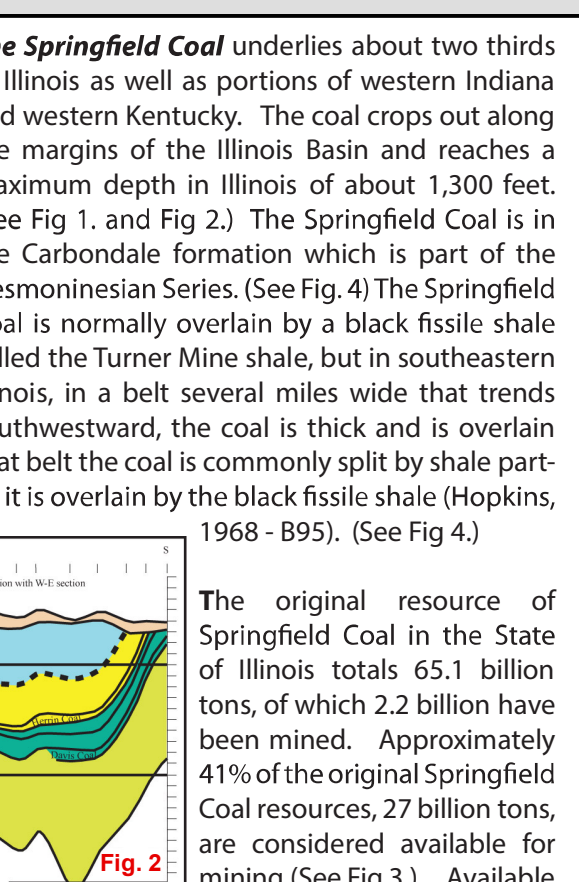 e Springfield Coal underlies about two thirds
Illinois as well as portions of western Indiana
d western Kentucky. The coal crops out along
e margins of the Illinois Basin and reaches a
aximum depth in Illinois of about 1,300 feet.
ee Fig 1. and Fig 2.) The Springfield Coal is in
e Carbondale formation which is part of the
esmoninesian Series. (See Fig. 4) The Springfield
oal is normally overlain by a black fissile shale
lled the Turner Mine shale, but in southeastern
inois, in a belt several miles wide that trends
uthwestward, the coal is thick and is overlain
at belt the coal is commonly split by shale part-
it is overlain by the black fissile shale (Hopkins,
1968 - B95). (See Fig 4.)
S
ion with W-E section
Herrin Coal
Davis Coal
Fig. 2
The original resource of
Springfield Coal in the State
of Illinois totals 65.1 billion
tons, of which 2.2 billion have
been mined. Approximately
41% of the original Springfield
Coal resources, 27 billion tons,
are considered available for
mining (See Fig 3.) Available